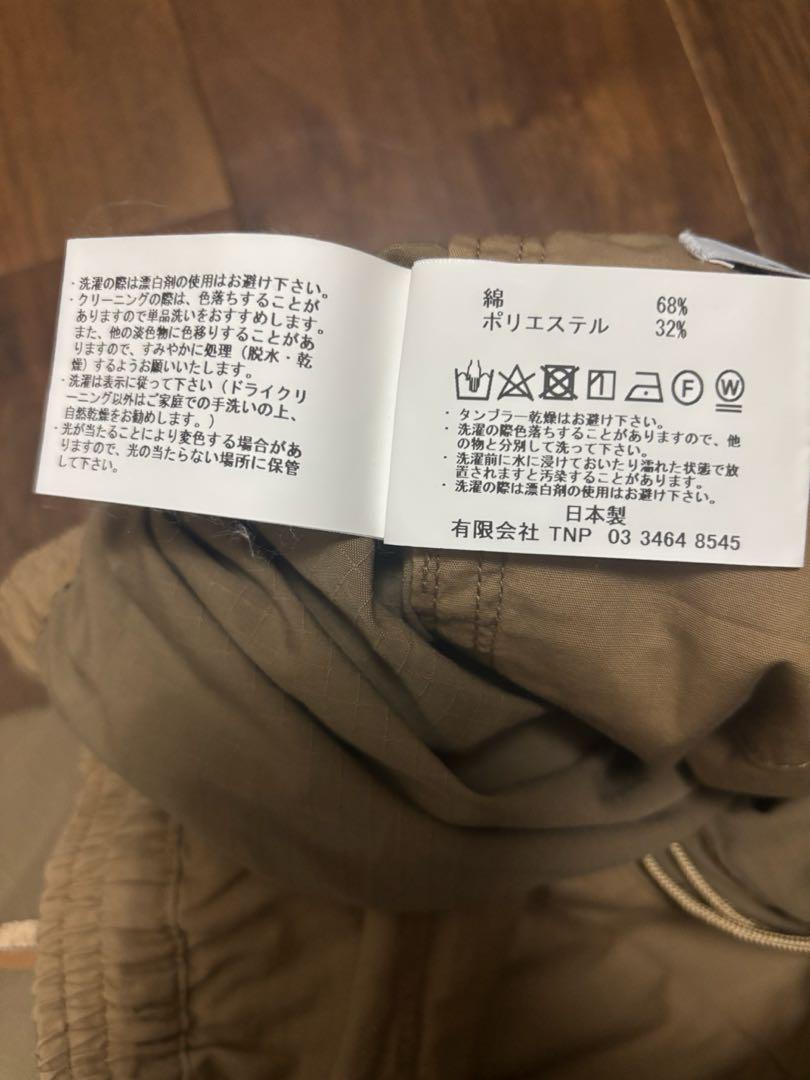 ・洗濯の際は漂白剤の使用はお避け下さい。
・クリーニングの際は、色落ちすることが
ありますので単品洗いをおすすめします。
また、他の淡色物に色移りすることがあ
りますので、すみやかに処理（脱水・乾
燥）するようお願いいたします。
・洗濯は表示に従って下さい（ドライクリ
ーニング以外はご家庭での手洗いの上、
自然乾燥をお勧めします。）
・光が当たることにより変色する場合があ
りますので、光の当たらない場所に保管
して下さい。
綿 68%
ポリエステル 32%
F W
・タンブラー乾燥はお避け下さい。
・洗濯の際色落ちすることがありますので、他
の物と分別して洗って下さい。
・洗濯前に水に浸けておいたり濡れた状態で放
置されますと汚染することがあります。
・洗濯の際は漂白剤の使用はお避け下さい。
日本製
有限会社 TNP 03 3464 8545